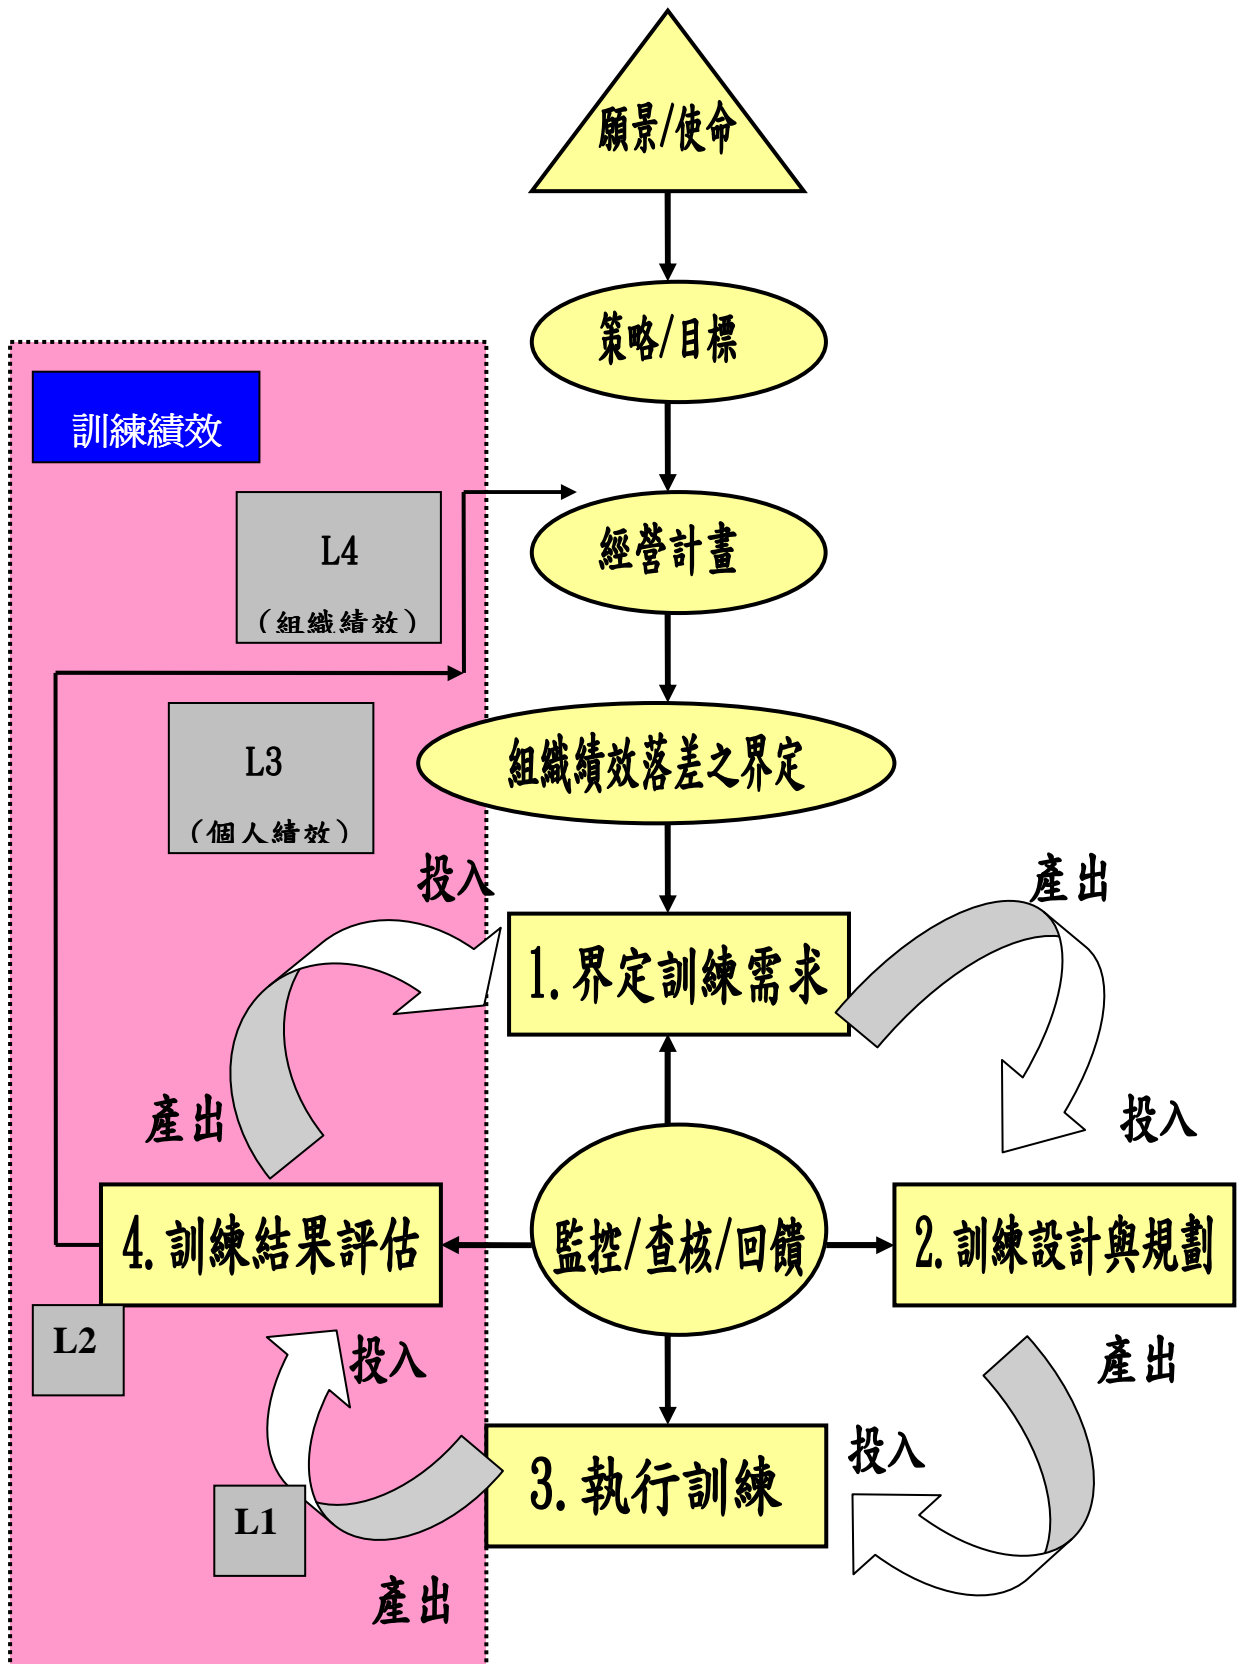 願景/使命
策略/目標
訓練績效
經營計畫
L4
（組織績效）
組織績效落差之界定
L3
（個人績效）
投入
產出
1.界定訓練需求
產出
投入
4.訓練結果評估
監控/查核/回饋
2.訓練設計與規劃
L2
投入
產出
投入
3.執行訓練
L1
產出